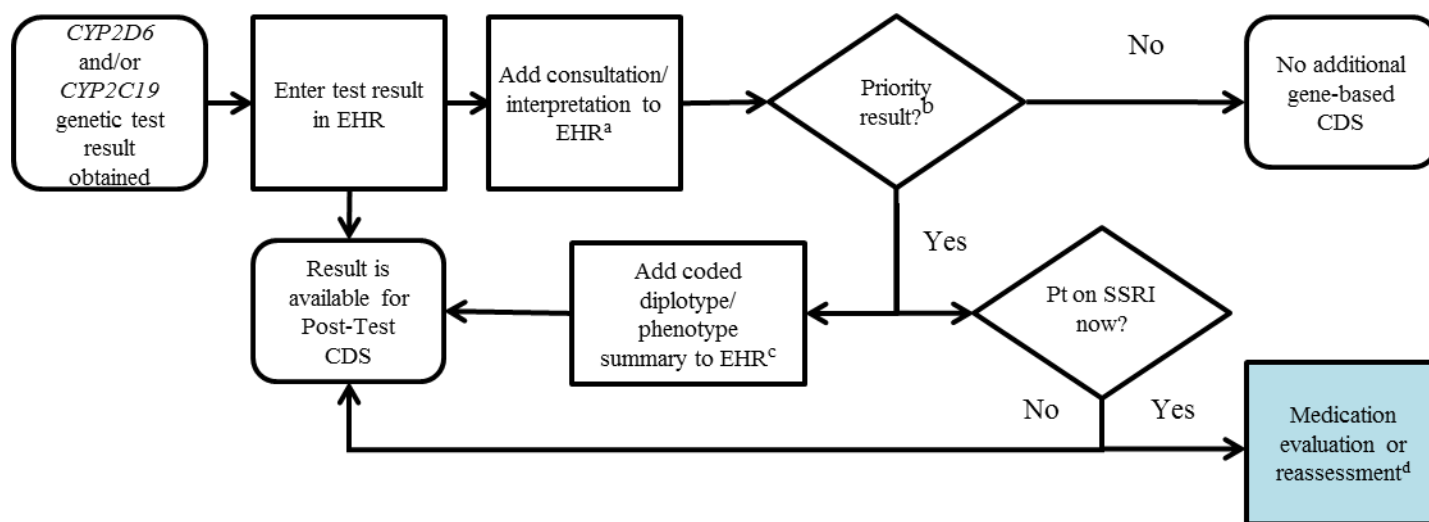 CYP2D6
and/or
CYP2C19
genetic test
result
obtained
Enter test result
in EHR
Add consultation/
interpretation to
EHRa
Priority
result?b
No
No additional
gene-based
CDS
Yes
Result is
available for
Post-Test
CDS
Add coded
diplotype/
phenotype
summary to EHRc
Pt on SSRI
now?
No
Yes
Medication
evaluation or
reassessmentd